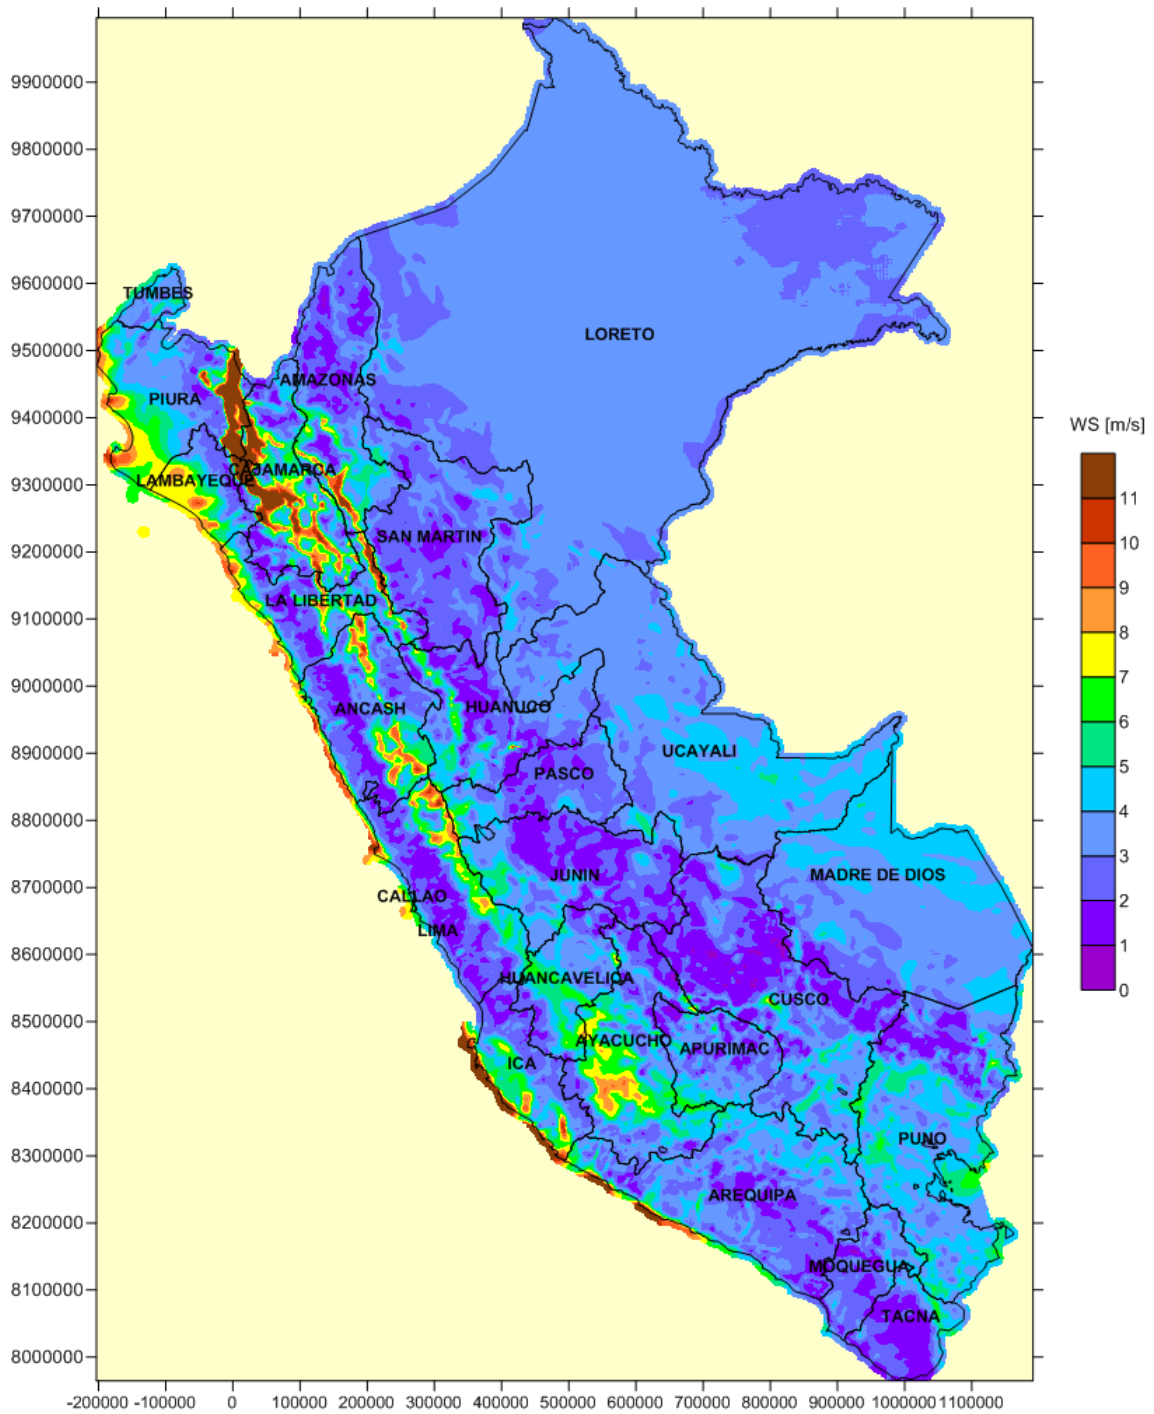 9900000
9800000
9700000
9600000
9500000
9400000
9300000
9200000
9100000
9000000
8900000
8800000
8700000
8600000
8500000
8400000
8300000
8200000
8100000
8000000
TUMBES
LORETO
AMAZONAS
PIURA
CAJAMARCA
LAMBAYEQUE
SAN MARTIN
LA LIBERTAD
ANCASH
HUANUCO
UCAYALI
PASCO
JUNIN
MADRE DE DIOS
CALLAO
LIMA
HUANCAVELICA
CUSCO
AYACUCHO
APURIMAC
ICA
PUNO
AREQUIPA
MOQUEGUA
TACNA
WS [m/s]
11
10
9
8
7
6
5
4
3
2
1
0
-200000 -100000 0 100000 200000 300000 400000 500000 600000 700000 800000 900000 1000000 1100000